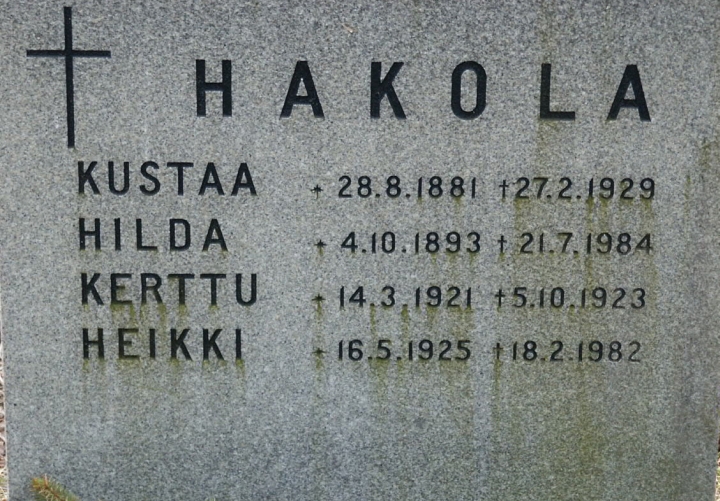 HAKOLA
KUSTAA * 28.8.1881 †27.2.1929
HILDA * 4.10.1893 † 21.7.1984
KERTTU * 14.3.1921 †5.10.1923
HEIKKI * 16.5.1925 †18.2.1982